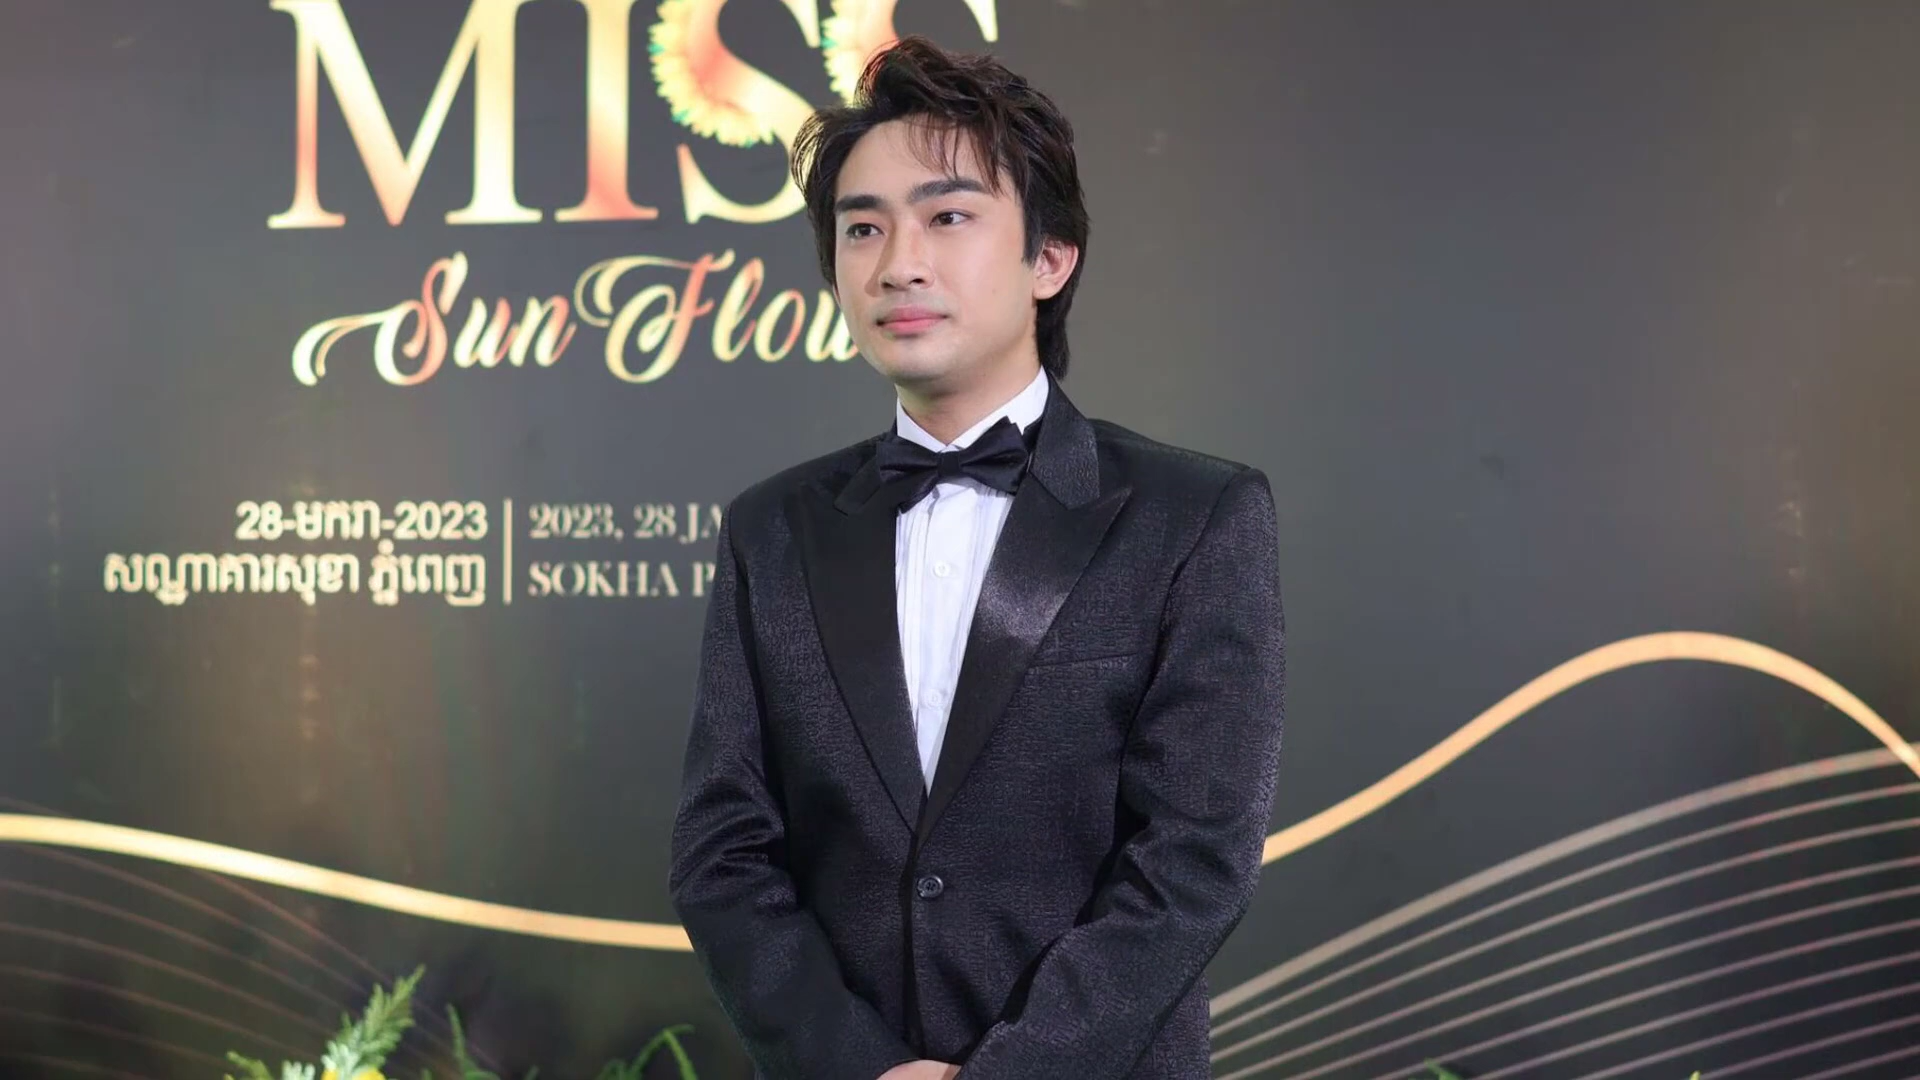 MISS
Sun Flow
28-មករា-2023
សណ្ឋាគារសុខា ភ្នំពេញ
2023, 28 JA
SOKHA P